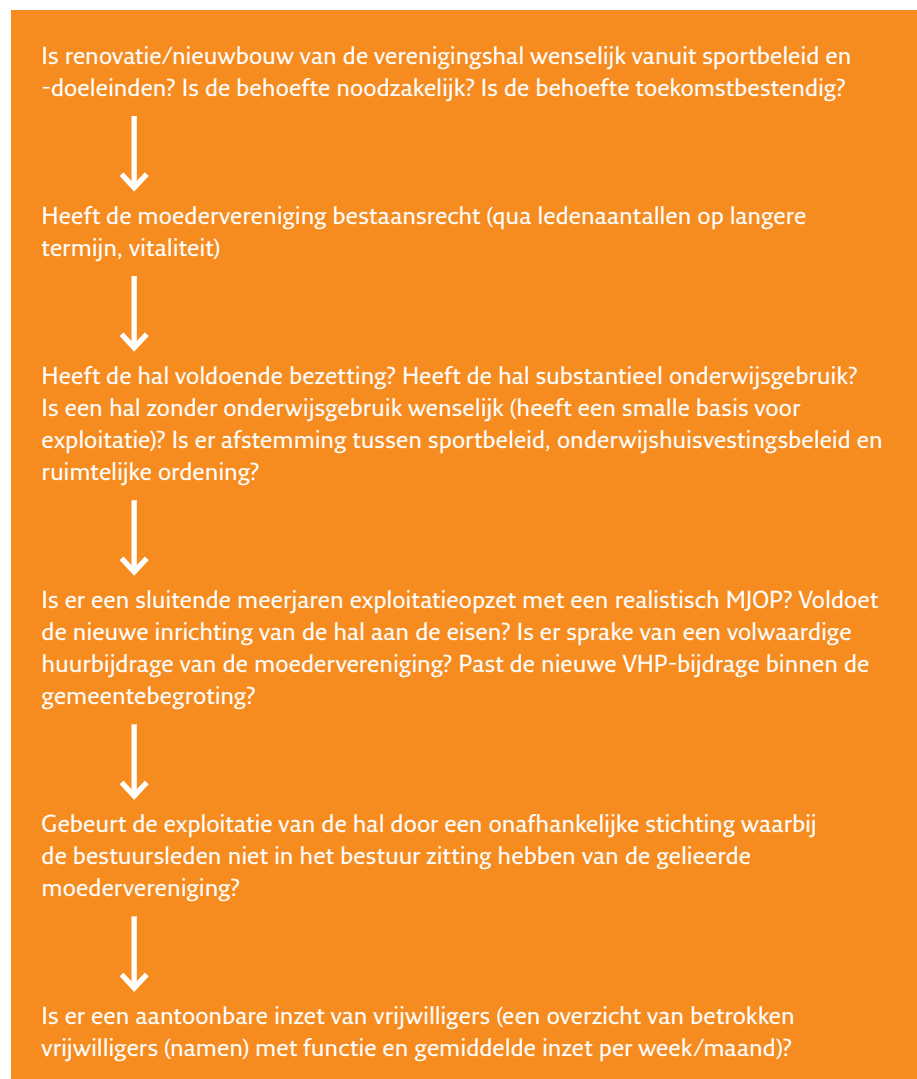 Is renovatie/nieuwbouw van de verenigingshal wenselijk vanuit sportbeleid en
-doeleinden? Is de behoefte noodzakelijk? Is de behoefte toekomstbestendig?
Heeft de moedervereniging bestaansrecht (qua ledenaantallen op langere
termijn, vitaliteit)
Heeft de hal voldoende bezetting? Heeft de hal substantieel onderwijsgebruik?
Is een hal zonder onderwijsgebruik wenselijk (heeft een smalle basis voor
exploitatie)? Is er afstemming tussen sportbeleid, onderwijshuisvestingsbeleid en
ruimtelijke ordening?
Is er een sluitende meerjaren exploitatieopzet met een realistisch MJOP? Voldoet
de nieuwe inrichting van de hal aan de eisen? Is er sprake van een volwaardige
huurbijdrage van de moedervereniging? Past de nieuwe VHP-bijdrage binnen de
gemeentebegroting?
Gebeurt de exploitatie van de hal door een onafhankelijke stichting waarbij
de bestuursleden niet in het bestuur zitting hebben van de gelieerde
moedervereniging?
Is er een aantoonbare inzet van vrijwilligers (een overzicht van betrokken
vrijwilligers (namen) met functie en gemiddelde inzet per week/maand)?